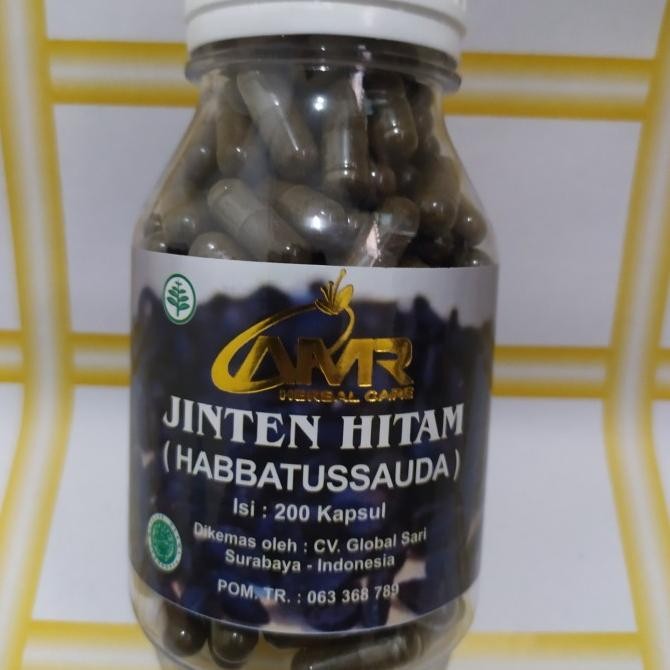 AMR
HERBAL CARE
JINTEN HITAM
(HABBATUSSAUDA)
Isi : 200 Kapsul
Dikemas oleh : CV. Global Sari
Surabaya - Indonesia
POM. TR. : 063 368 789